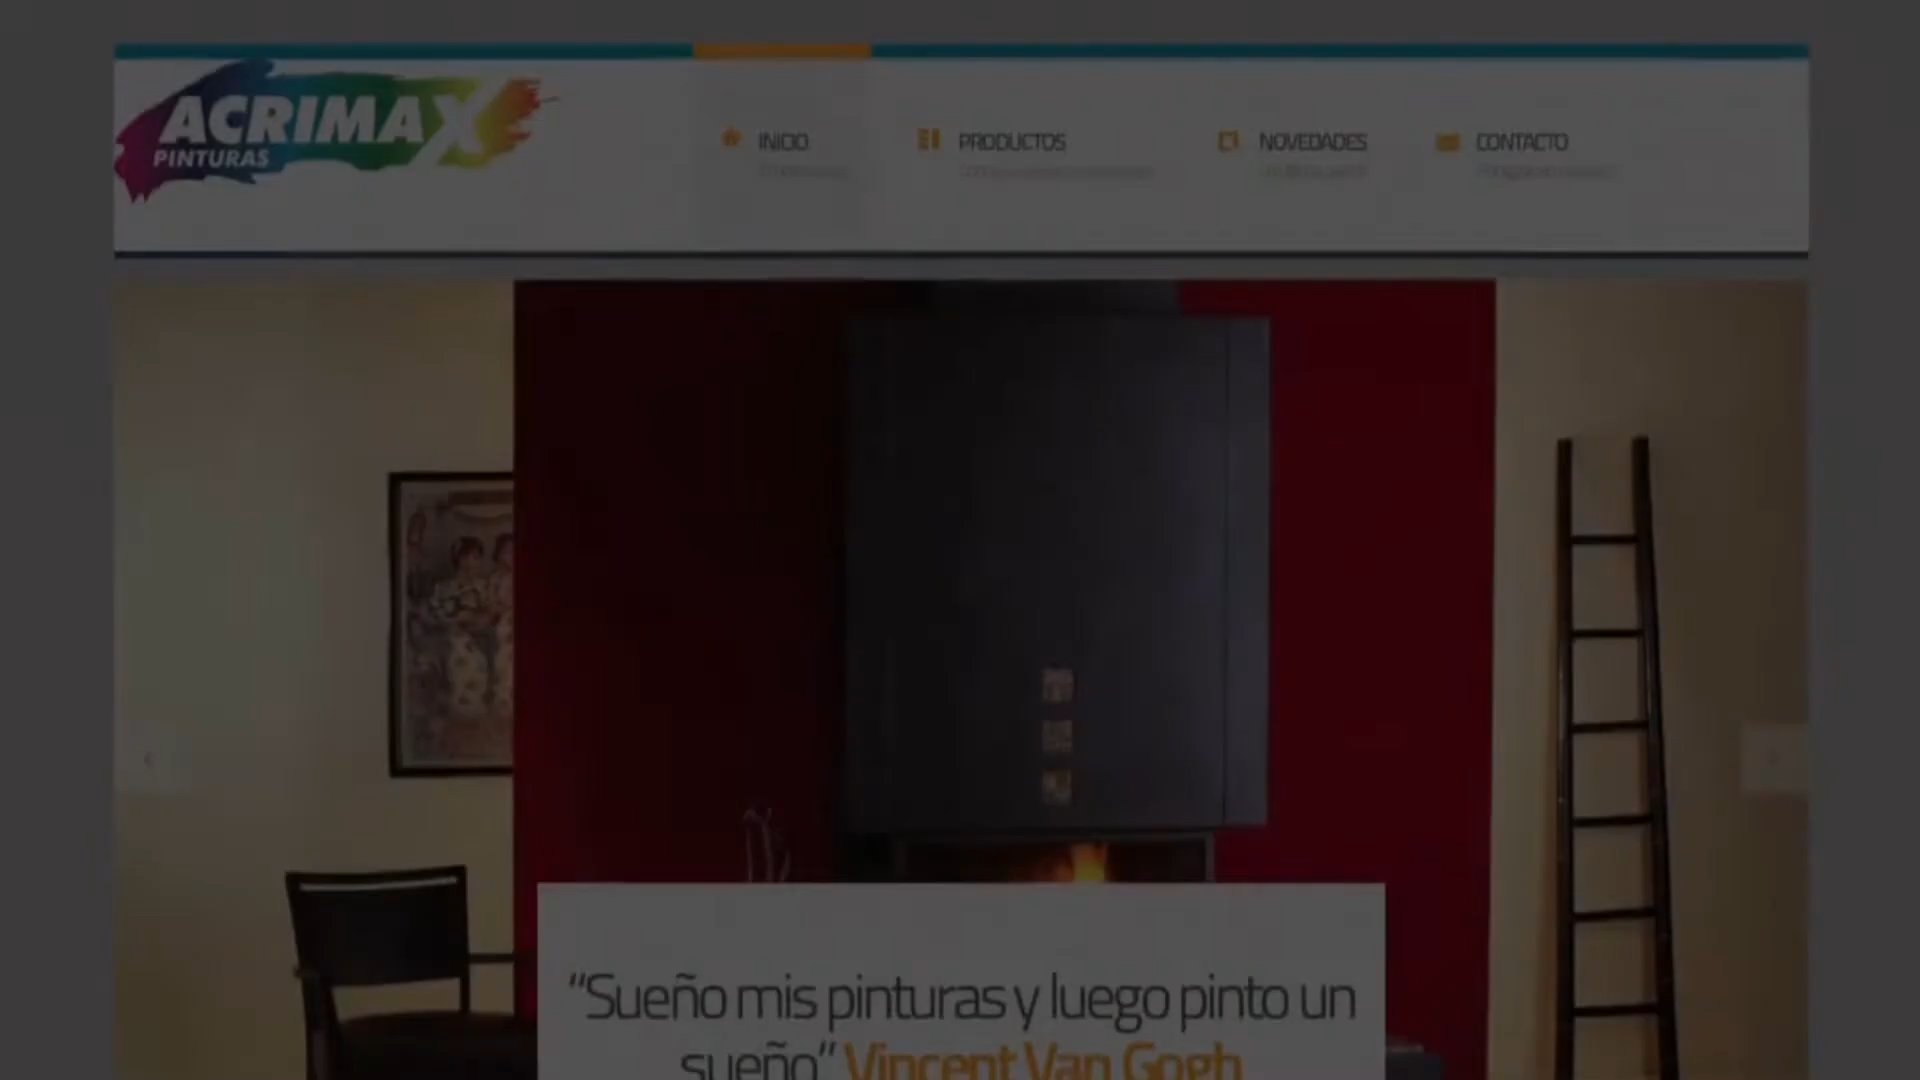 ACRIMAX
PINTURAS
INICIO
PRODUCTOS
NOVEDADES
CONTACTO
“Sueño mis pinturas y luego pinto un
sueño” Vincent Van Gogh